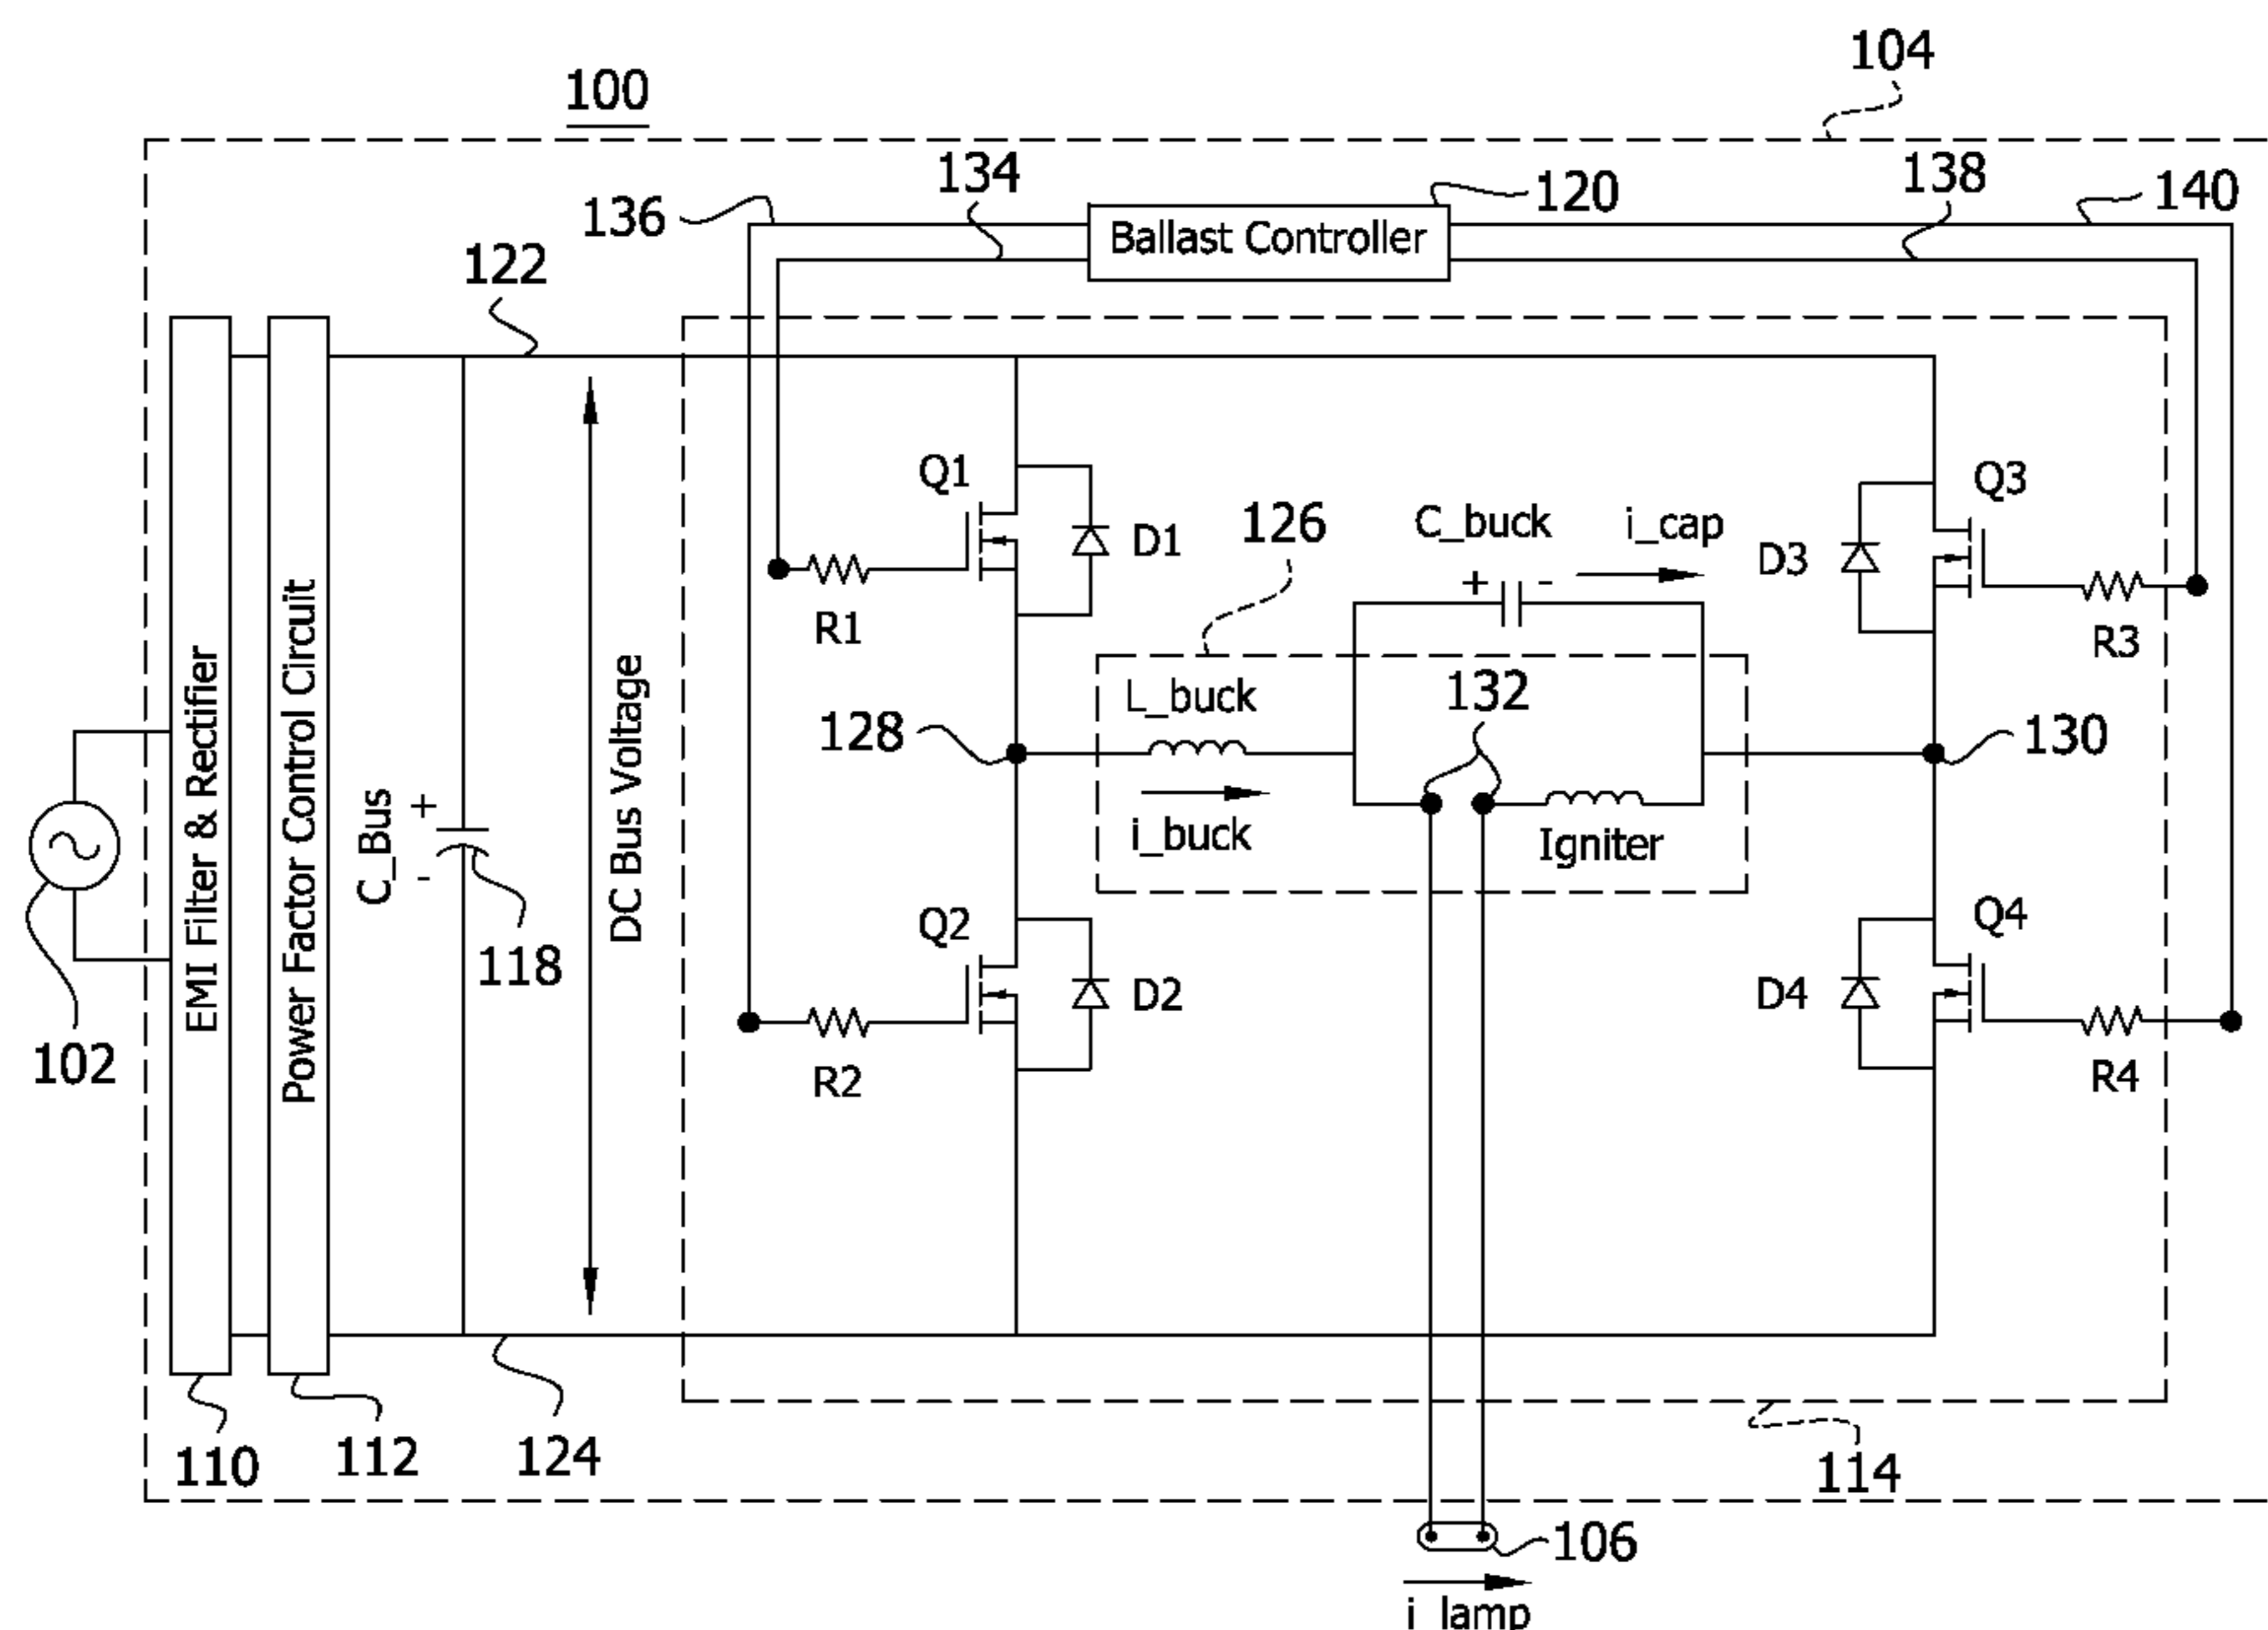 104
100
134
138
136
120
140
Ballast Controller
122
Q1
Q3
126
C_buck
i_cap
D1
D3
+ -
R1
R3
EMI Filter & Rectifier
Power Factor Control Circuit
DC Bus Voltage
L_buck
132
128
130
C_Bus
+
-
i_buck
Igniter
118
Q2
Q4
D2
D4
102
R2
R4
110
112
124
114
106
i_lamp